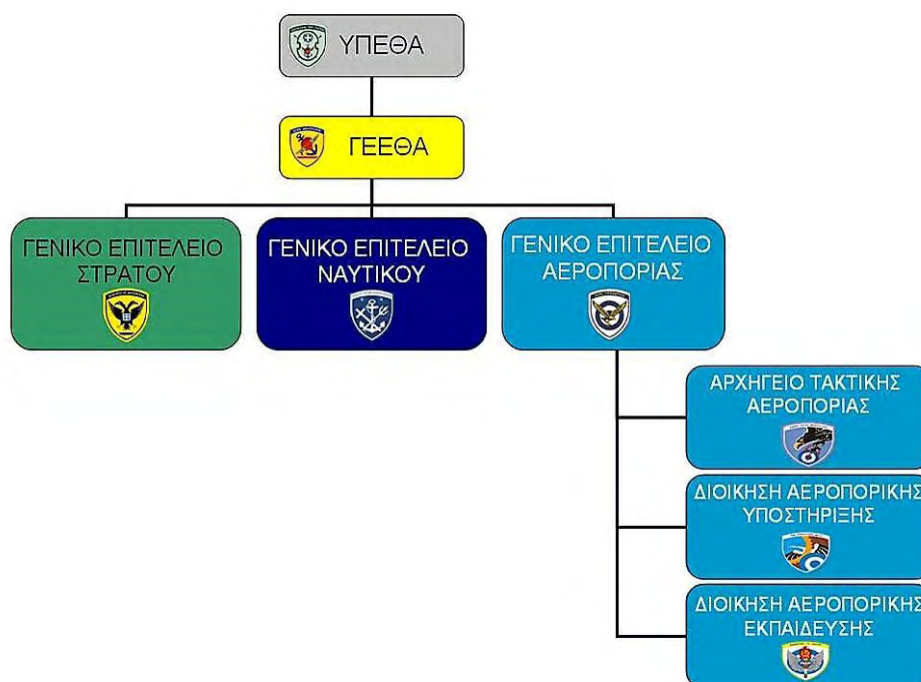 ΥΠΕΘΑ
ΓΕΕΘΑ
ΓΕΝΙΚΟ ΕΠΙΤΕΛΕΙΟ
ΣΤΡΑΤΟΥ
ΓΕΝΙΚΟ ΕΠΙΤΕΛΕΙΟ
ΝΑΥΤΙΚΟΥ
ΓΕΝΙΚΟ ΕΠΙΤΕΛΕΙΟ
ΑΕΡΟΠΟΡΙΑΣ
ΑΡΧΗΓΕΙΟ ΤΑΚΤΙΚΗΣ
ΑΕΡΟΠΟΡΙΑΣ
ΔΙΟΙΚΗΣΗ ΑΕΡΟΠΟΡΙΚΗΣ
ΥΠΟΣΤΗΡΙΞΗΣ
ΔΙΟΙΚΗΣΗ ΑΕΡΟΠΟΡΙΚΗΣ
ΕΚΠΑΙΔΕΥΣΗΣ